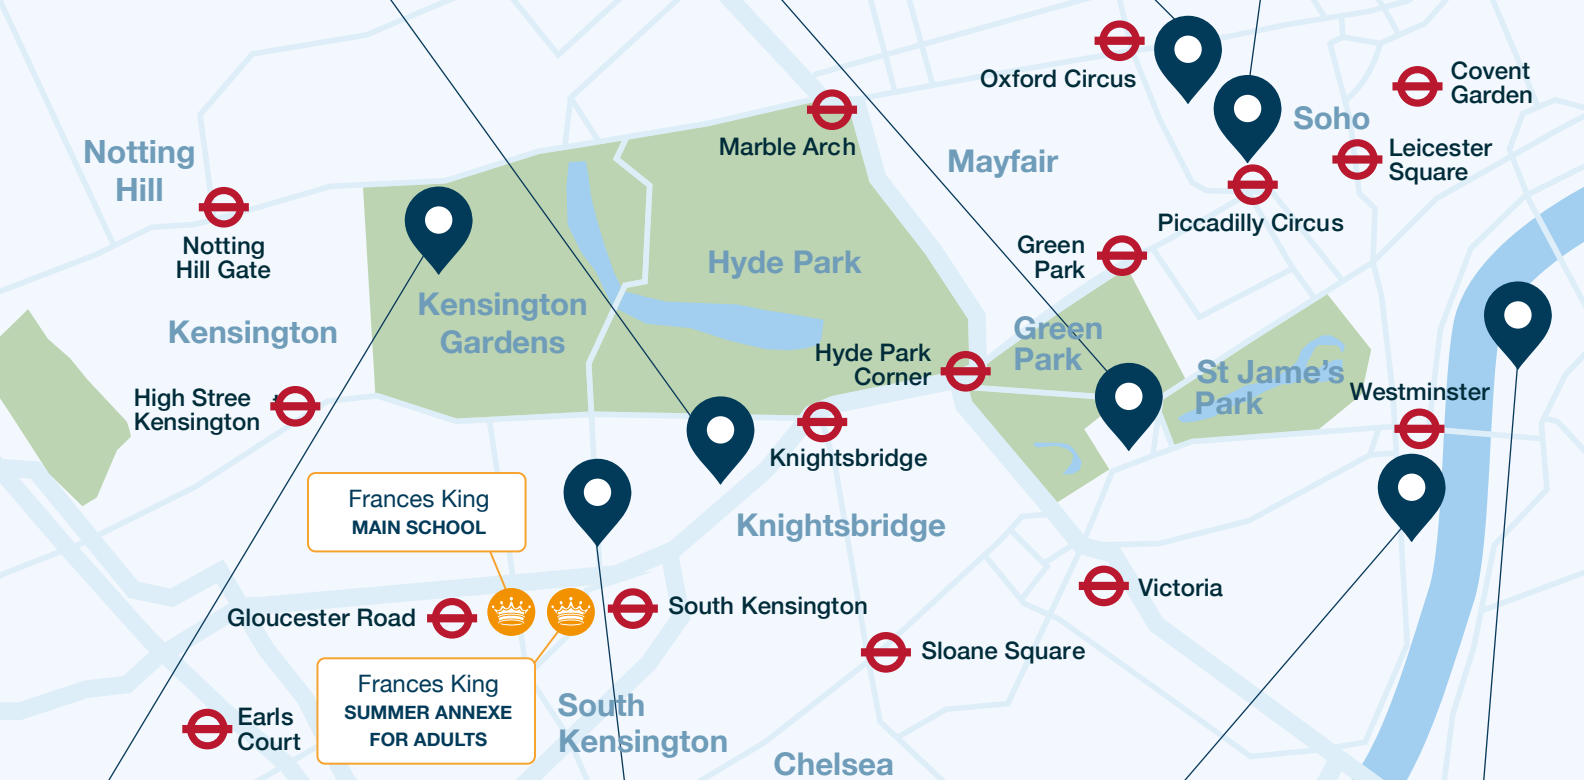 Oxford Circus
Covent
Garden
Soho
Marble Arch
Notting
Hill
Mayfair
Leicester
Square
Piccadilly Circus
Notting
Hill Gate
Green
Park
Hyde Park
Kensington
Gardens
Kensington
Green
Park
Hyde Park
Corner
St Jame's
Park
Westminster
High Stree
Kensington
Knightsbridge
Frances King
MAIN SCHOOL
Knightsbridge
Victoria
Gloucester Road
South Kensington
Sloane Square
Frances King
SUMMER ANNEXE
FOR ADULTS
Earls
Court
South
Kensington
Chelsea